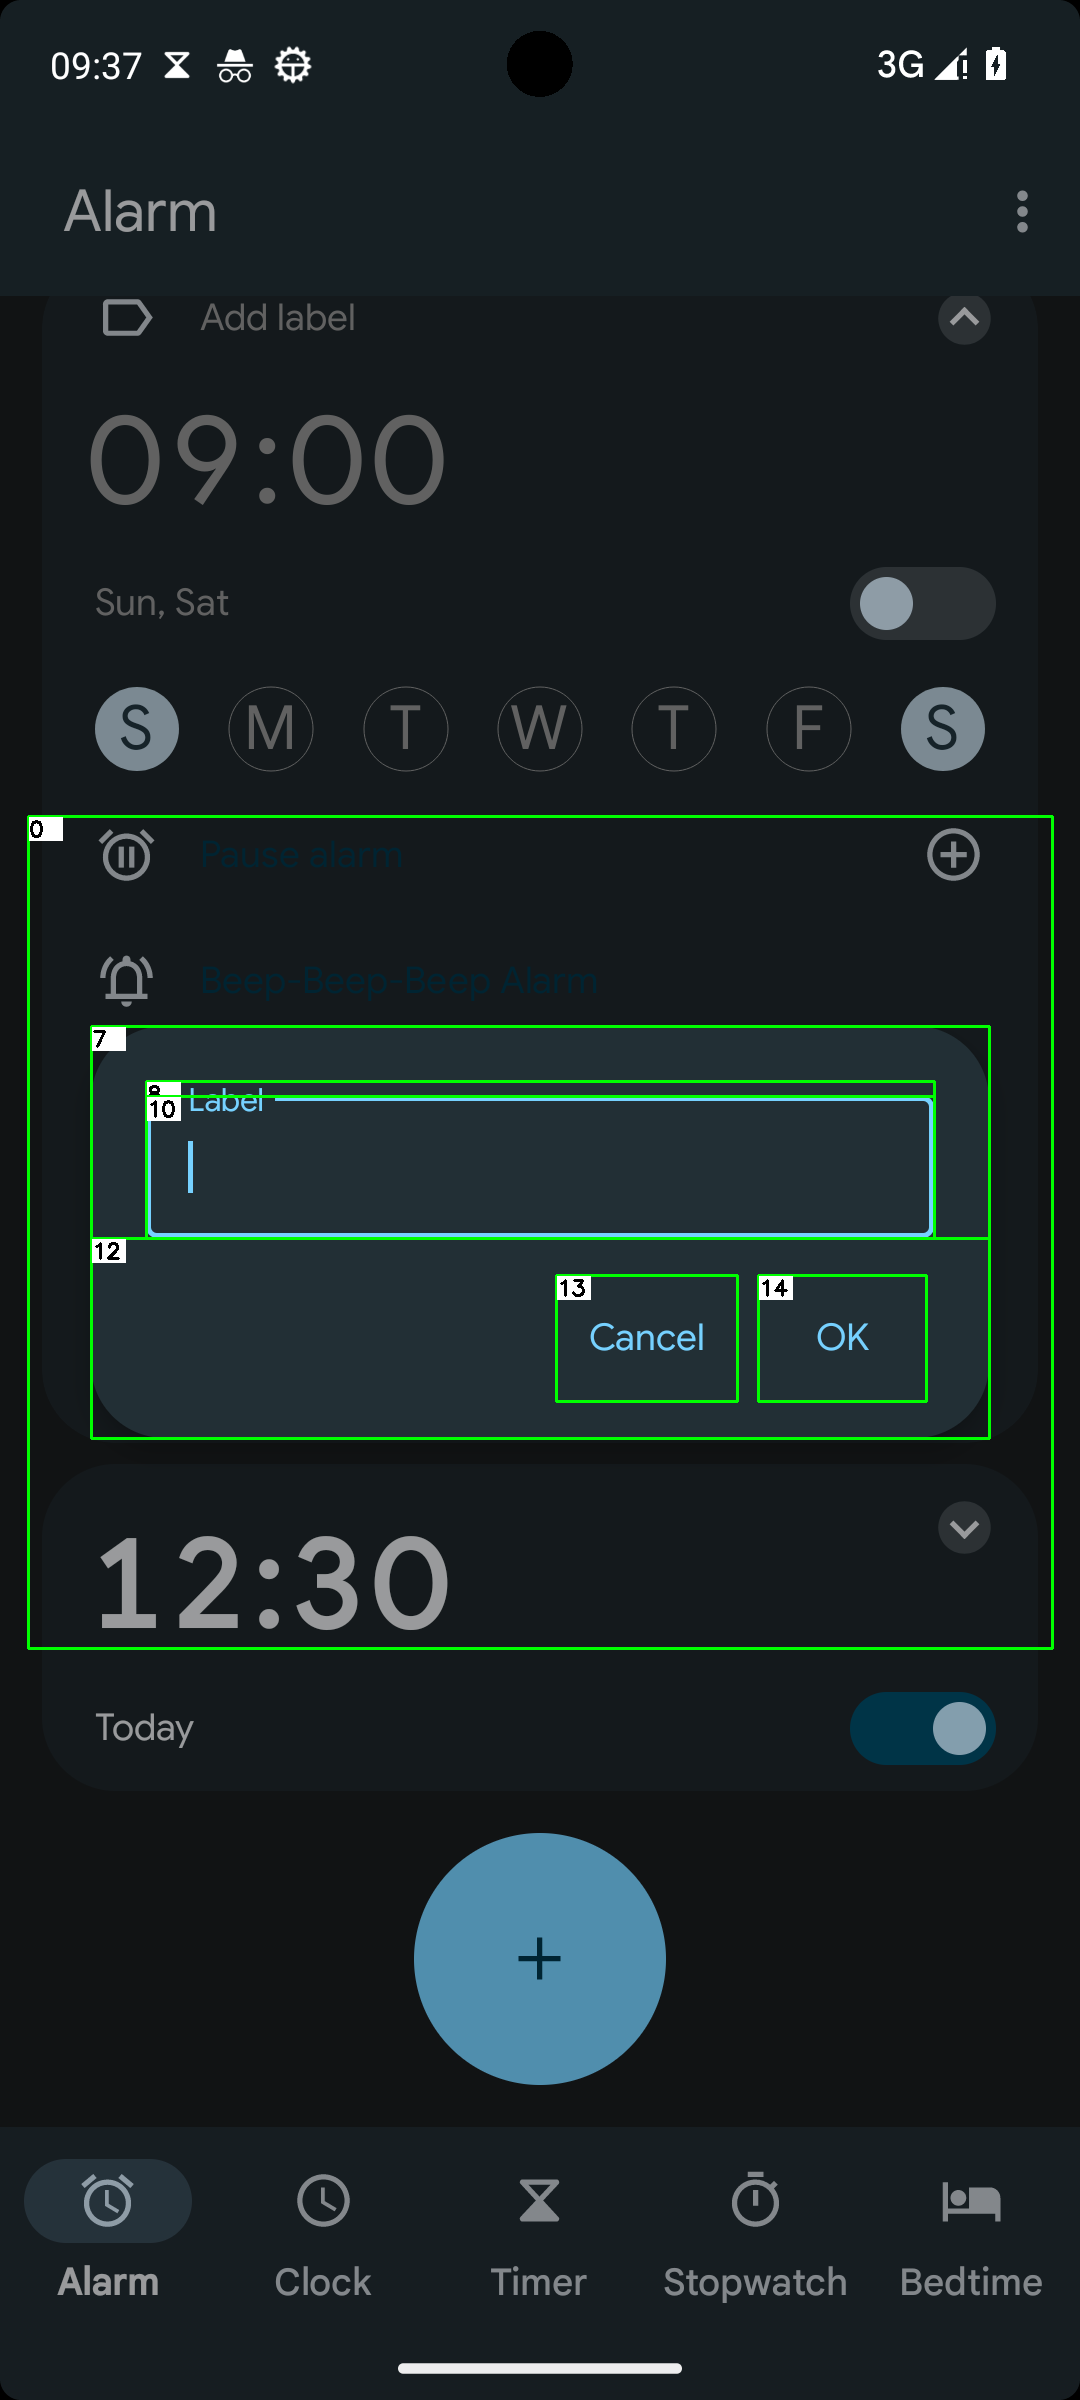 09:37 3G
Alarm
Add label
09:00
Sun, Sat
S M T W T F S
0
Pause alarm
Beep-Beep-Beep Alarm
7
8
10 Label
12
13 14
Cancel OK
12:30
Today
Alarm Clock Timer Stopwatch Bedtime